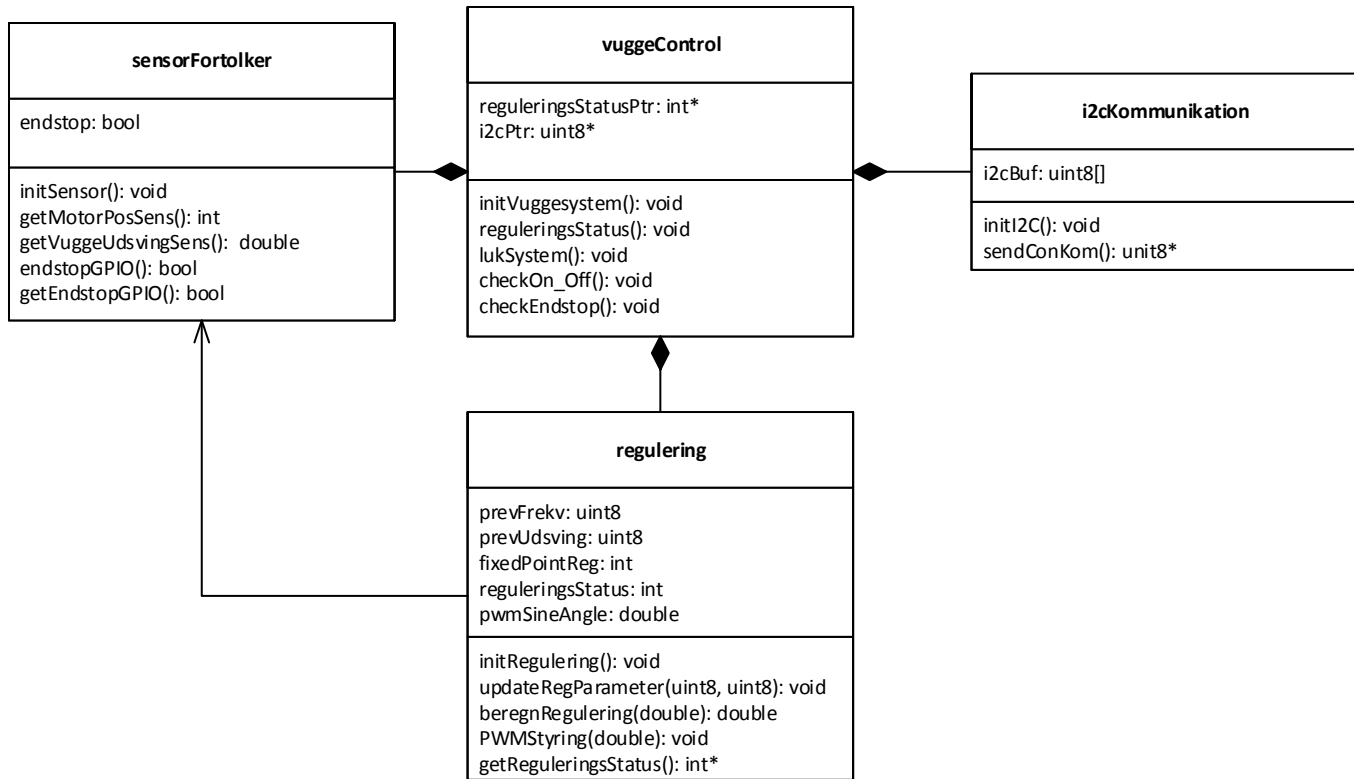 sensorFortolker
endstop: bool
initSensor(): void
getMotorPosSens(): int
getVuggeUdsvingSens():  double
endstopGPIO(): bool
getEndstopGPIO(): bool
vuggeControl
reguleringsStatusPtr: int*
i2cPtr: uint8*
initVuggesystem(): void
reguleringsStatus(): void
lukSystem(): void
checkOn_Off(): void
checkEndstop(): void
i2cKommunikation
i2cBuf: uint8[]
initI2C(): void
sendConKom(): unit8*
regulering
prevFrekv: uint8
prevUdsving: uint8
fixedPointReg: int
reguleringsStatus: int
pwmSineAngle: double
initRegulering(): void
updateRegParameter(uint8, uint8): void
beregnRegulering(double): double
PWMStyring(double): void
getReguleringsStatus(): int*